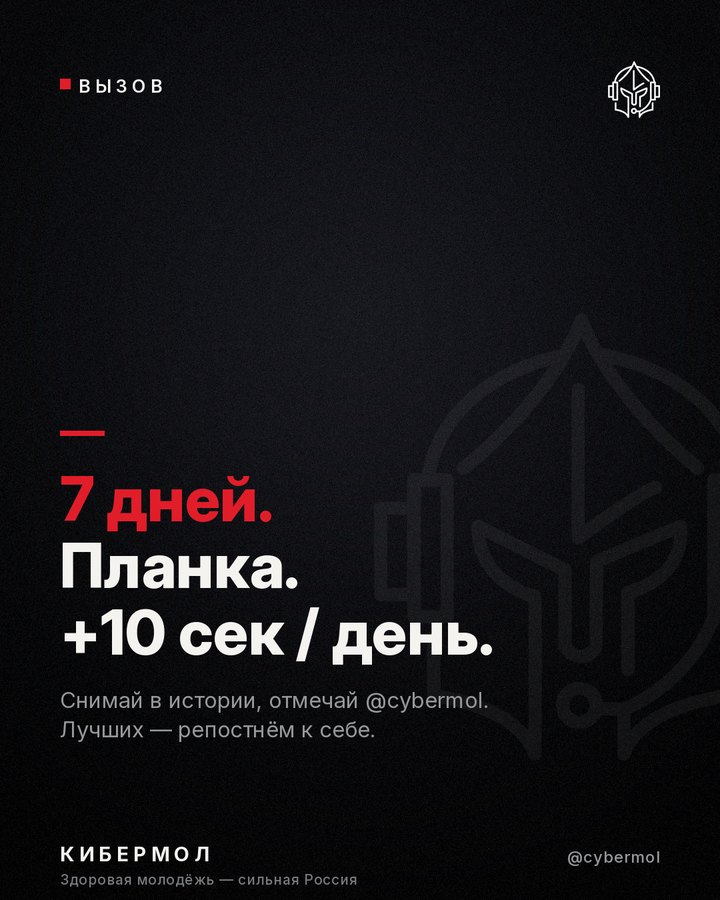 ВЫЗОВ
7 дней.
Планка.
+10 сек / день.
Снимай в истории, отмечай @cybermol.
Лучших — репостнём к себе.
КИБЕРМОЛ
@cybermol
Здоровая молодёжь — сильная Россия